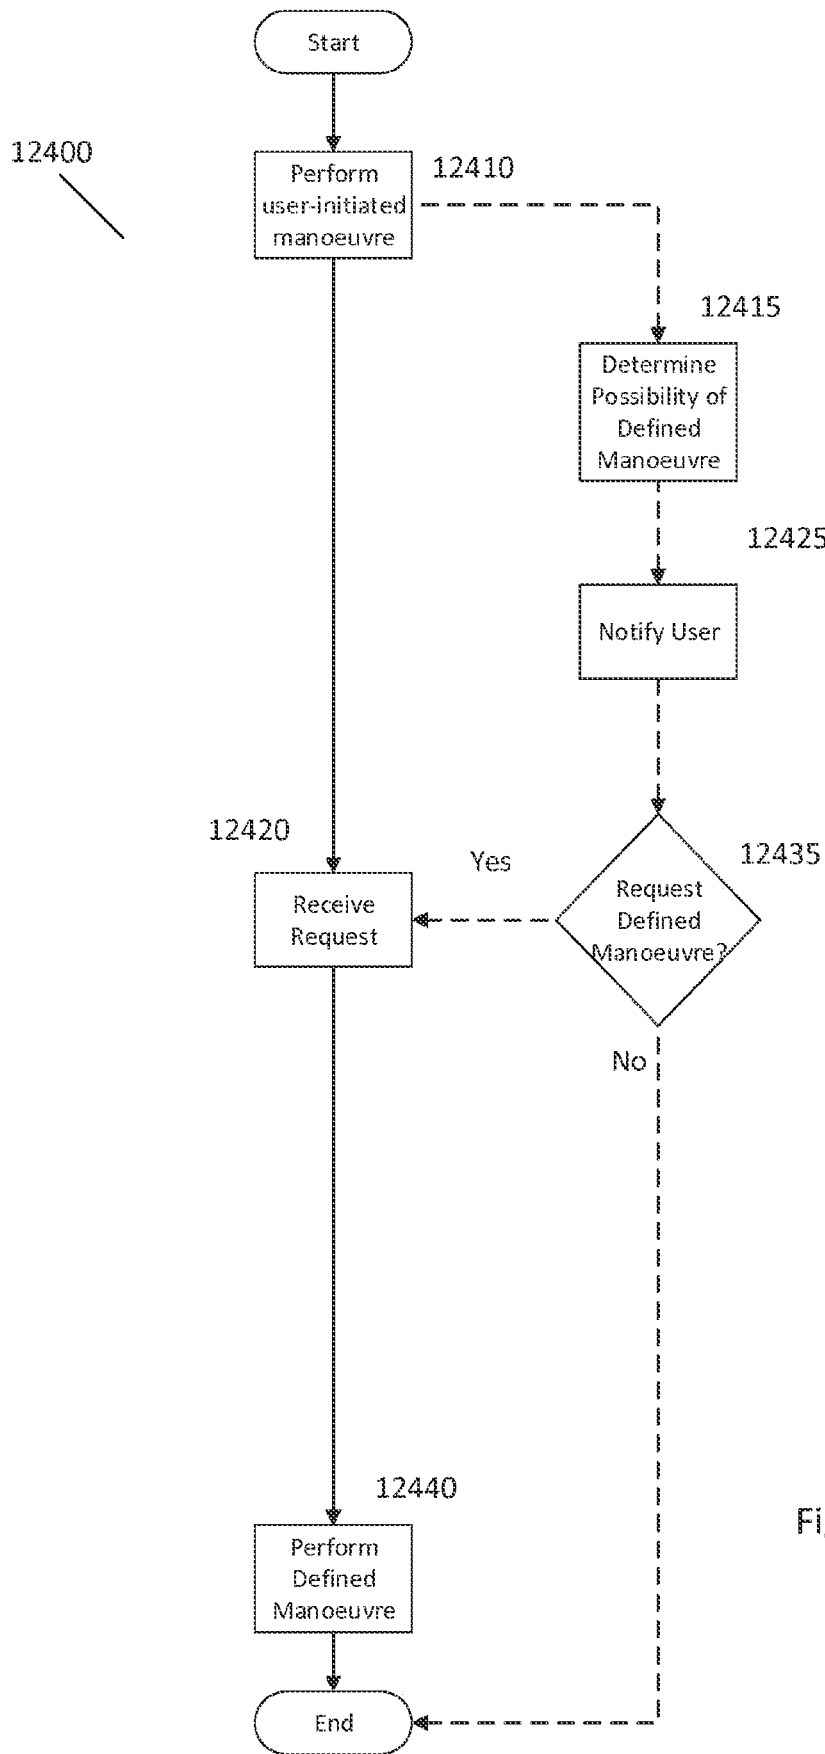 Start
12400
12410
Perform
user-initiated
manoeuvre
12415
Determine
Possibility of
Defined
Manoeuvre
12425
Notify User
12420
Yes
12435
Receive
Request
Request
Defined
Manoeuvre?
No
12440
Perform
Defined
Manoeuvre
End